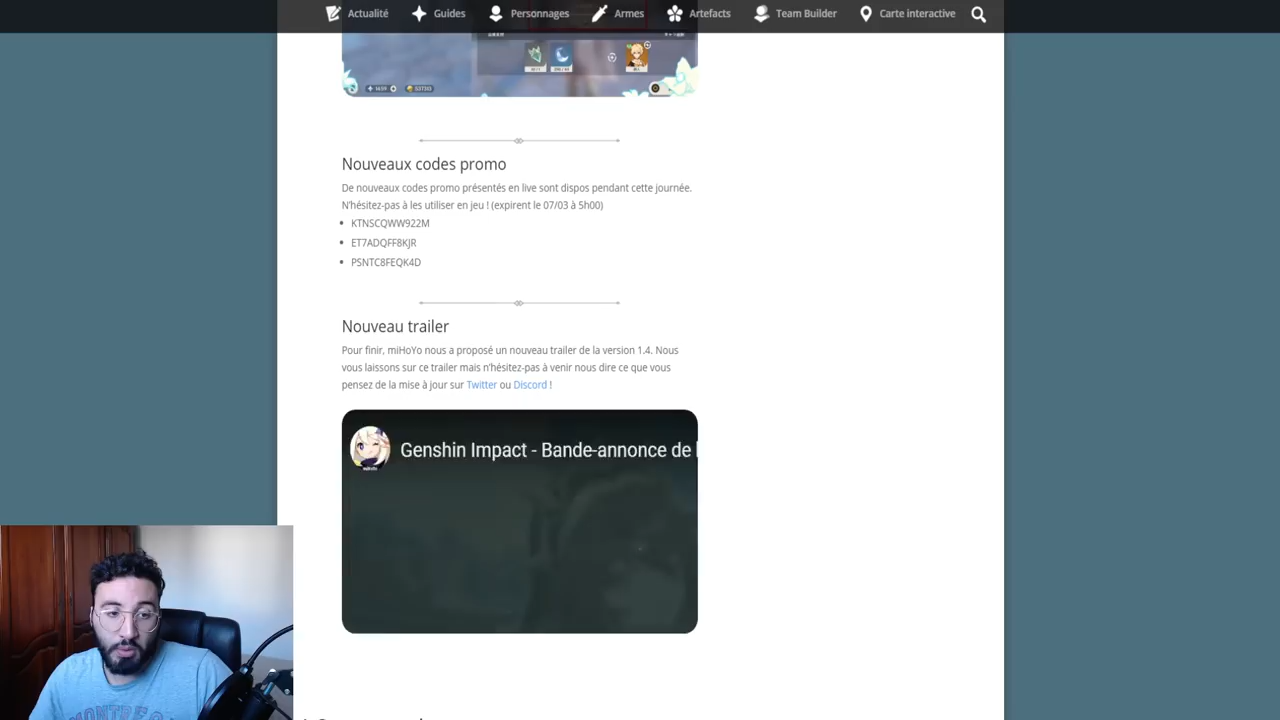 Actualité Guides Personnages Armes Artefacts Team Builder Carte interactive
1659 537313
Nouveaux codes promo
De nouveaux codes promo présentés en live sont dispos pendant cette journée.
N'hésitez-pas à les utiliser en jeu ! (expirent le 07/03 à 5h00)
• KTNSCQWW922M
• ET7ADQFF8KJR
• PSNTC8FEQK4D
Nouveau trailer
Pour finir, miHoYo nous a proposé un nouveau trailer de la version 1.4. Nous
vous laissons sur ce trailer mais n'hésitez-pas à venir nous dire ce que vous
pensez de la mise à jour sur Twitter ou Discord !
Genshin Impact - Bande-annonce de
miHoYo